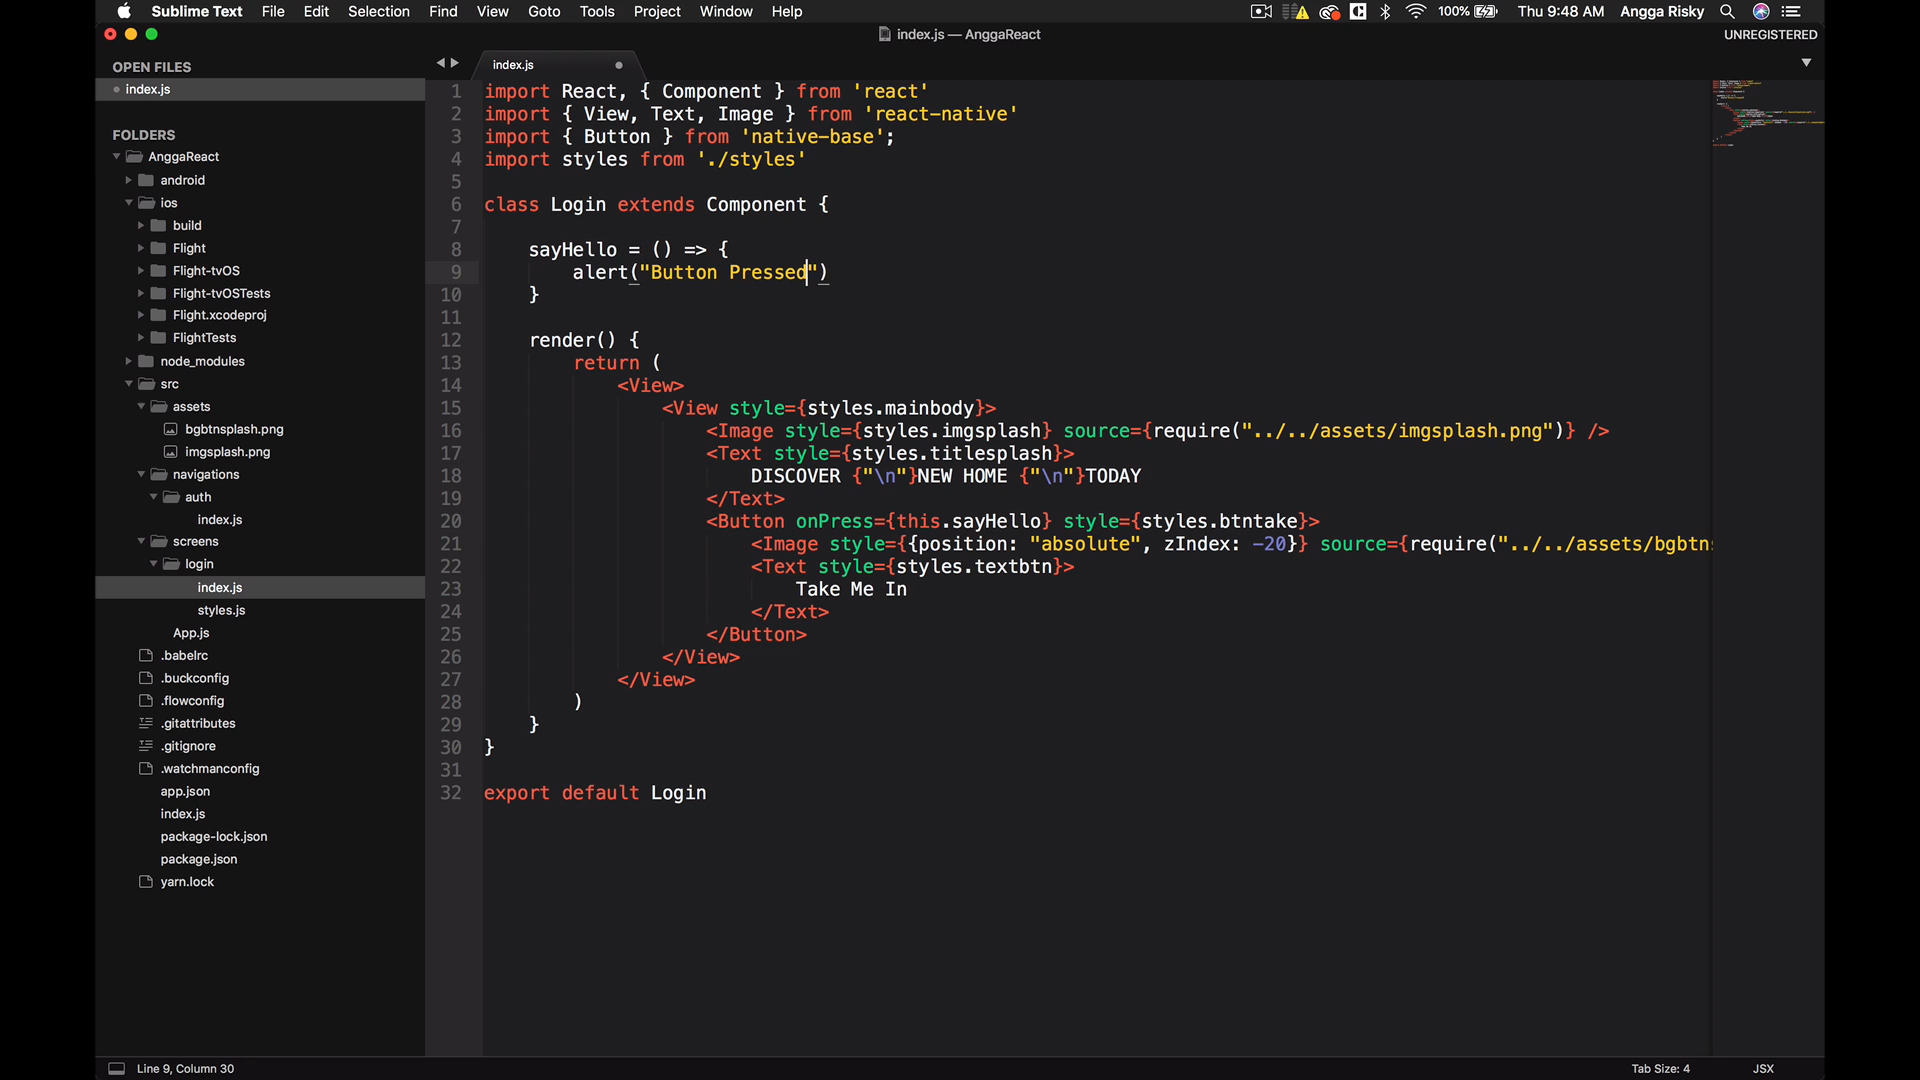 Sublime Text File Edit Selection Find View Goto Tools Project Window Help 100% Thu 9:48 AM Angga Risky
index.js — AnggaReact UNREGISTERED
OPEN FILES
index.js
FOLDERS
AnggaReact
android
ios
build
Flight
Flight-tvOS
Flight-tvOSTests
Flight.xcodeproj
FlightTests
node_modules
src
assets
bgbtnsplash.png
imgsplash.png
navigations
auth
index.js
screens
login
index.js
styles.js
App.js
.babelrc
.buckconfig
.flowconfig
.gitattributes
.gitignore
.watchmanconfig
app.json
index.js
package-lock.json
package.json
yarn.lock
index.js
1 import React, { Component } from 'react'
2 import { View, Text, Image } from 'react-native'
3 import { Button } from 'native-base';
4 import styles from './styles'
5
6 class Login extends Component {
7
8 sayHello = () => {
9 alert("Button Pressed")
10 }
11
12 render() {
13 return (
14 <View>
15 <View style={styles.mainbody}>
16 <Image style={styles.imgsplash} source={require("../../assets/imgsplash.png")} />
17 <Text style={styles.titlesplash}>
18 DISCOVER {"\n"}NEW HOME {"\n"}TODAY
19 </Text>
20 <Button onPress={this.sayHello} style={styles.btntake}>
21 <Image style={{position: "absolute", zIndex: -20}} source={require("../../assets/bgbtn
22 <Text style={styles.textbtn}>
23 Take Me In
24 </Text>
25 </Button>
26 </View>
27 </View>
28 )
29 }
30 }
31
32 export default Login
Line 9, Column 30 Tab Size: 4 JSX